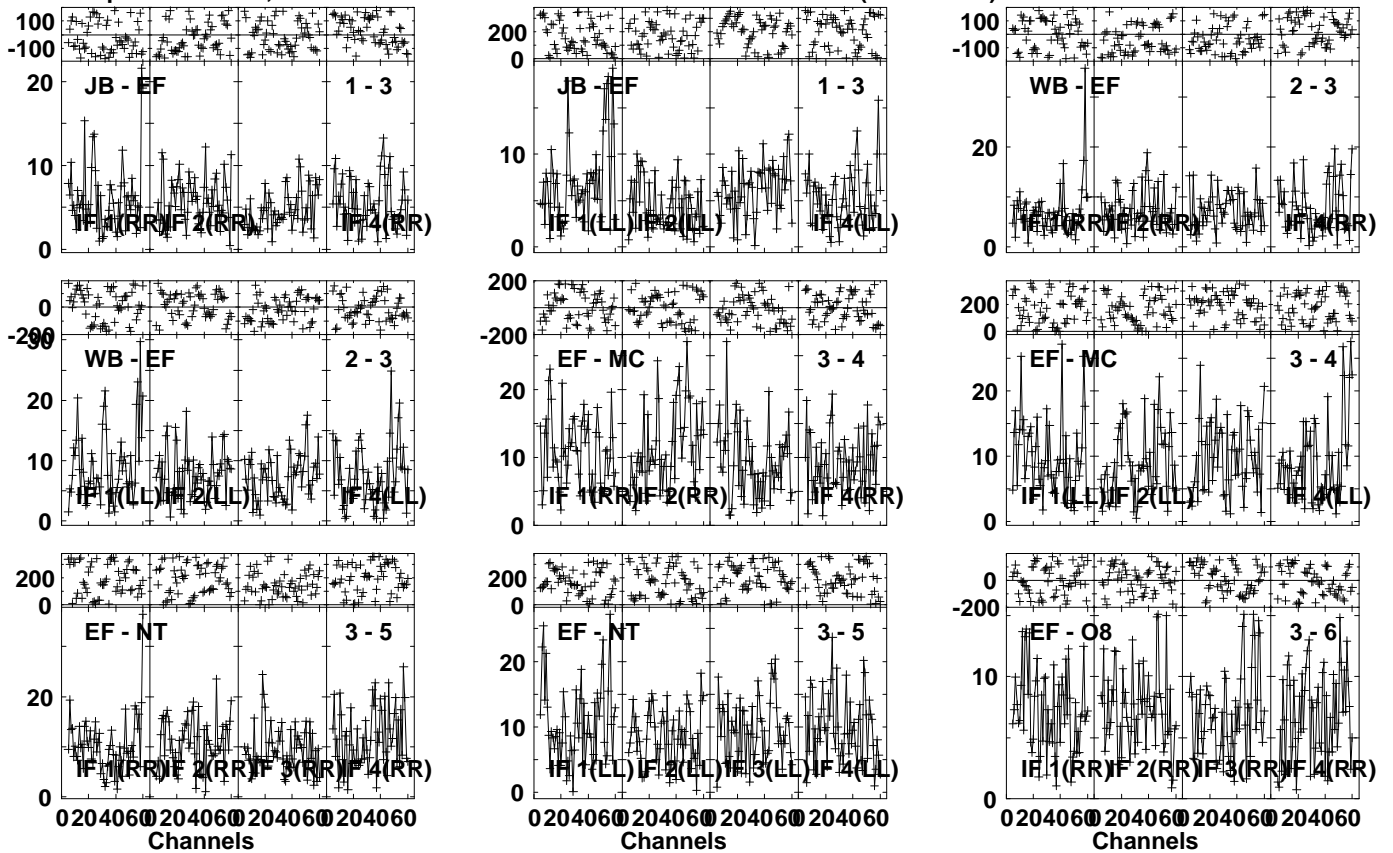 100 200 100
-100 0 -100
20 JB - EF 1 - 3 JB - EF 1 - 3 WB - EF 2 - 3
20
10 10
IF 1(RR) IF 2(RR) IF 4(RR) IF 1(LL) IF 2(LL) IF 4(LL) IF 1(RR) IF 2(RR) IF 4(RR)
0 0 0
200 200
0 0
-200 -200
30 WB - EF 2 - 3 EF - MC 3 - 4 EF - MC 3 - 4
20 20 20
10 10 10
IF 1(LL) IF 2(LL) IF 4(LL) IF 1(RR) IF 2(RR) IF 4(RR) IF 1(LL) IF 2(LL) IF 4(LL)
0 0 0
200 200 0
0 0 -200
EF - NT 3 - 5 EF - NT 3 - 5 EF - O8 3 - 6
20 20 10
10
IF 1(RR) IF 2(RR) IF 3(RR) IF 4(RR) IF 1(LL) IF 2(LL) IF 3(LL) IF 4(LL) IF 1(RR) IF 2(RR) IF 3(RR) IF 4(RR)
0 0 0
0 20 40 60 0 20 40 60 0 20 40 60 0 20 40 60 0 20 40 60 0 20 40 60 0 20 40 60 0 20 40 60 0 20 40 60 0 20 40 60 0 20 40 60 0 20 40 60
Channels Channels Channels